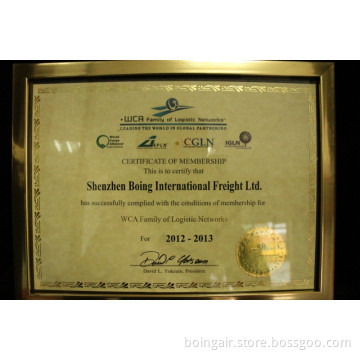 WCA Family of Logistic Networks
LEADING THE WORLD IN GLOBAL PARTNERING
CGLN
IGLN
CERTIFICATE OF MEMBERSHIP
This is to certify that
Shenzhen Boing International Freight Ltd.
has successfully complied with the conditions of membership for
WCA Family of Logistic Networks
For 2012 - 2013
David L. Yokeum, President
boingair.store.bossgoo.com